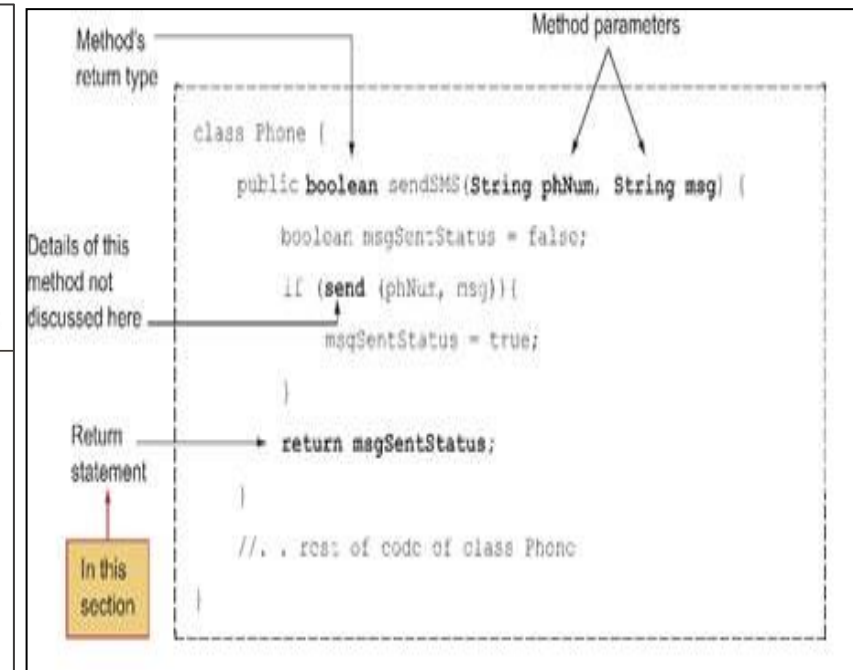 Method's
return type
Method parameters
class Phone {
public boolean sendSMS(String phNum, String msg) {
boolean msgSentStatus = false;
Details of this
method not
discussed here
if (send (phNum, msg)){
msgSentStatus = true;
}
Return
statement
return msgSentStatus;
}
In this
section
//. . rest of code of class Phone
}